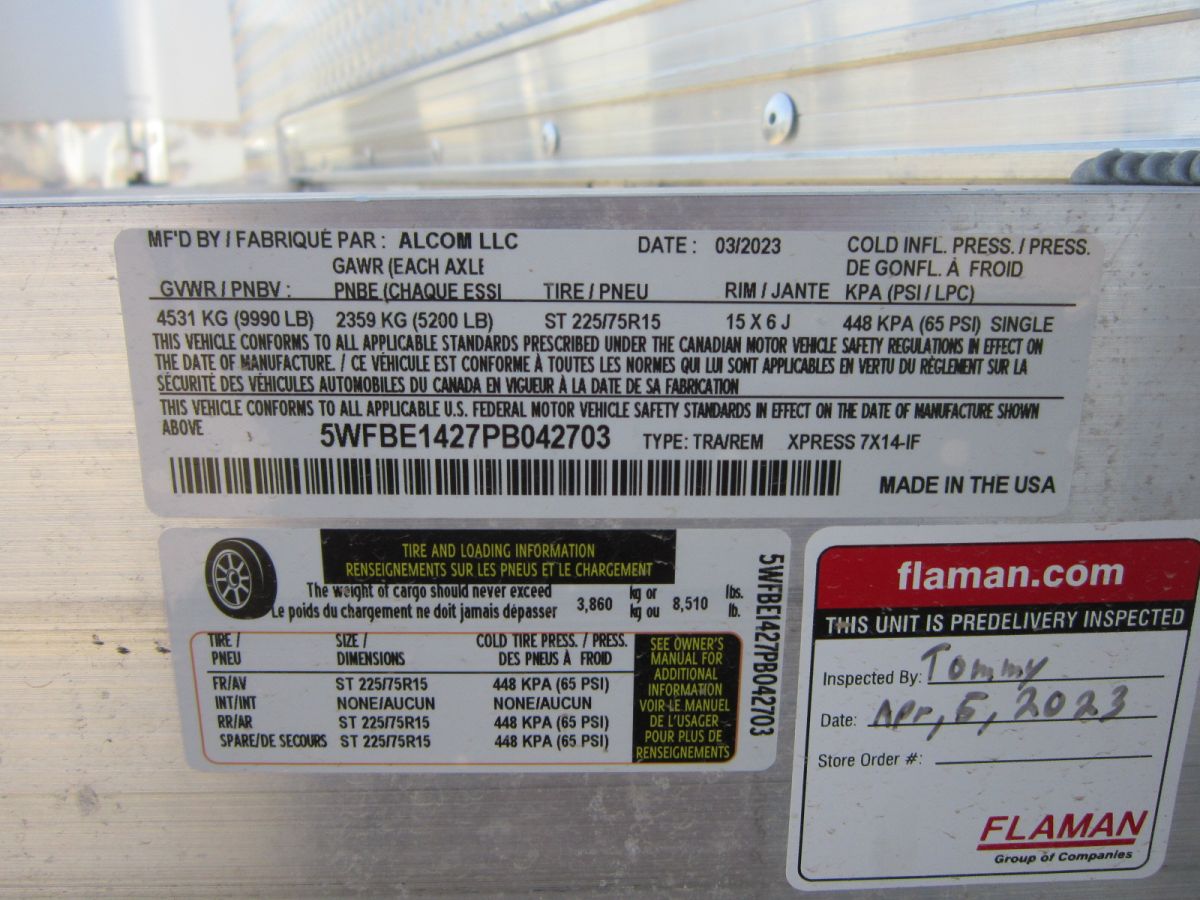 MF'D BY / FABRIQUÉ PAR : ALCOM LLC DATE : 03/2023 COLD INFL. PRESS. / PRESS.
GAWR (EACH AXLE DE GONFL. À FROID
GVWR / PNBV : PNBE (CHAQUE ESSI TIRE / PNEU RIM / JANTE KPA (PSI / LPC)
4531 KG (9990 LB) 2359 KG (5200 LB) ST 225/75R15 15 X 6 J 448 KPA (65 PSI) SINGLE
THIS VEHICLE CONFORMS TO ALL APPLICABLE STANDARDS PRESCRIBED UNDER THE CANADIAN MOTOR VEHICLE SAFETY REGULATIONS IN EFFECT ON
THE DATE OF MANUFACTURE. / CE VÉHICULE EST CONFORME À TOUTES LES NORMES QUI LUI SONT APPLICABLES EN VERTU DU RÈGLEMENT SUR LA
SÉCURITÉ DES VÉHICULES AUTOMOBILES DU CANADA EN VIGUEUR À LA DATE DE SA FABRICATION
THIS VEHICLE CONFORMS TO ALL APPLICABLE U.S. FEDERAL MOTOR VEHICLE SAFETY STANDARDS IN EFFECT ON THE DATE OF MANUFACTURE SHOWN
ABOVE 5WFBE1427PB042703 TYPE: TRA/REM XPRESS 7X14-IF
MADE IN THE USA
TIRE AND LOADING INFORMATION
RENSEIGNEMENTS SUR LES PNEUS ET LE CHARGEMENT
The weight of cargo should never exceed 3,860 kg or 8,510 lbs.
Le poids du chargement ne doit jamais dépasser kg ou lb.
TIRE / SIZE / COLD TIRE PRESS. / PRESS.
PNEU DIMENSIONS DES PNEUS À FROID
FR/AV ST 225/75R15 448 KPA (65 PSI)
INT/INT NONE/AUCUN NONE/AUCUN
RR/AR ST 225/75R15 448 KPA (65 PSI)
SPARE/DE SECOURS ST 225/75R15 448 KPA (65 PSI)
SEE OWNER'S
MANUAL FOR
ADDITIONAL
INFORMATION
VOIR LE MANUEL
DE L'USAGER
POUR PLUS DE
RENSEIGNEMENTS
5WFBE1427PB042703
flaman.com
THIS UNIT IS PREDELIVERY INSPECTED
Inspected By: Tommy
Date: Apr, 5, 2023
Store Order #:
FLAMAN
Group of Companies